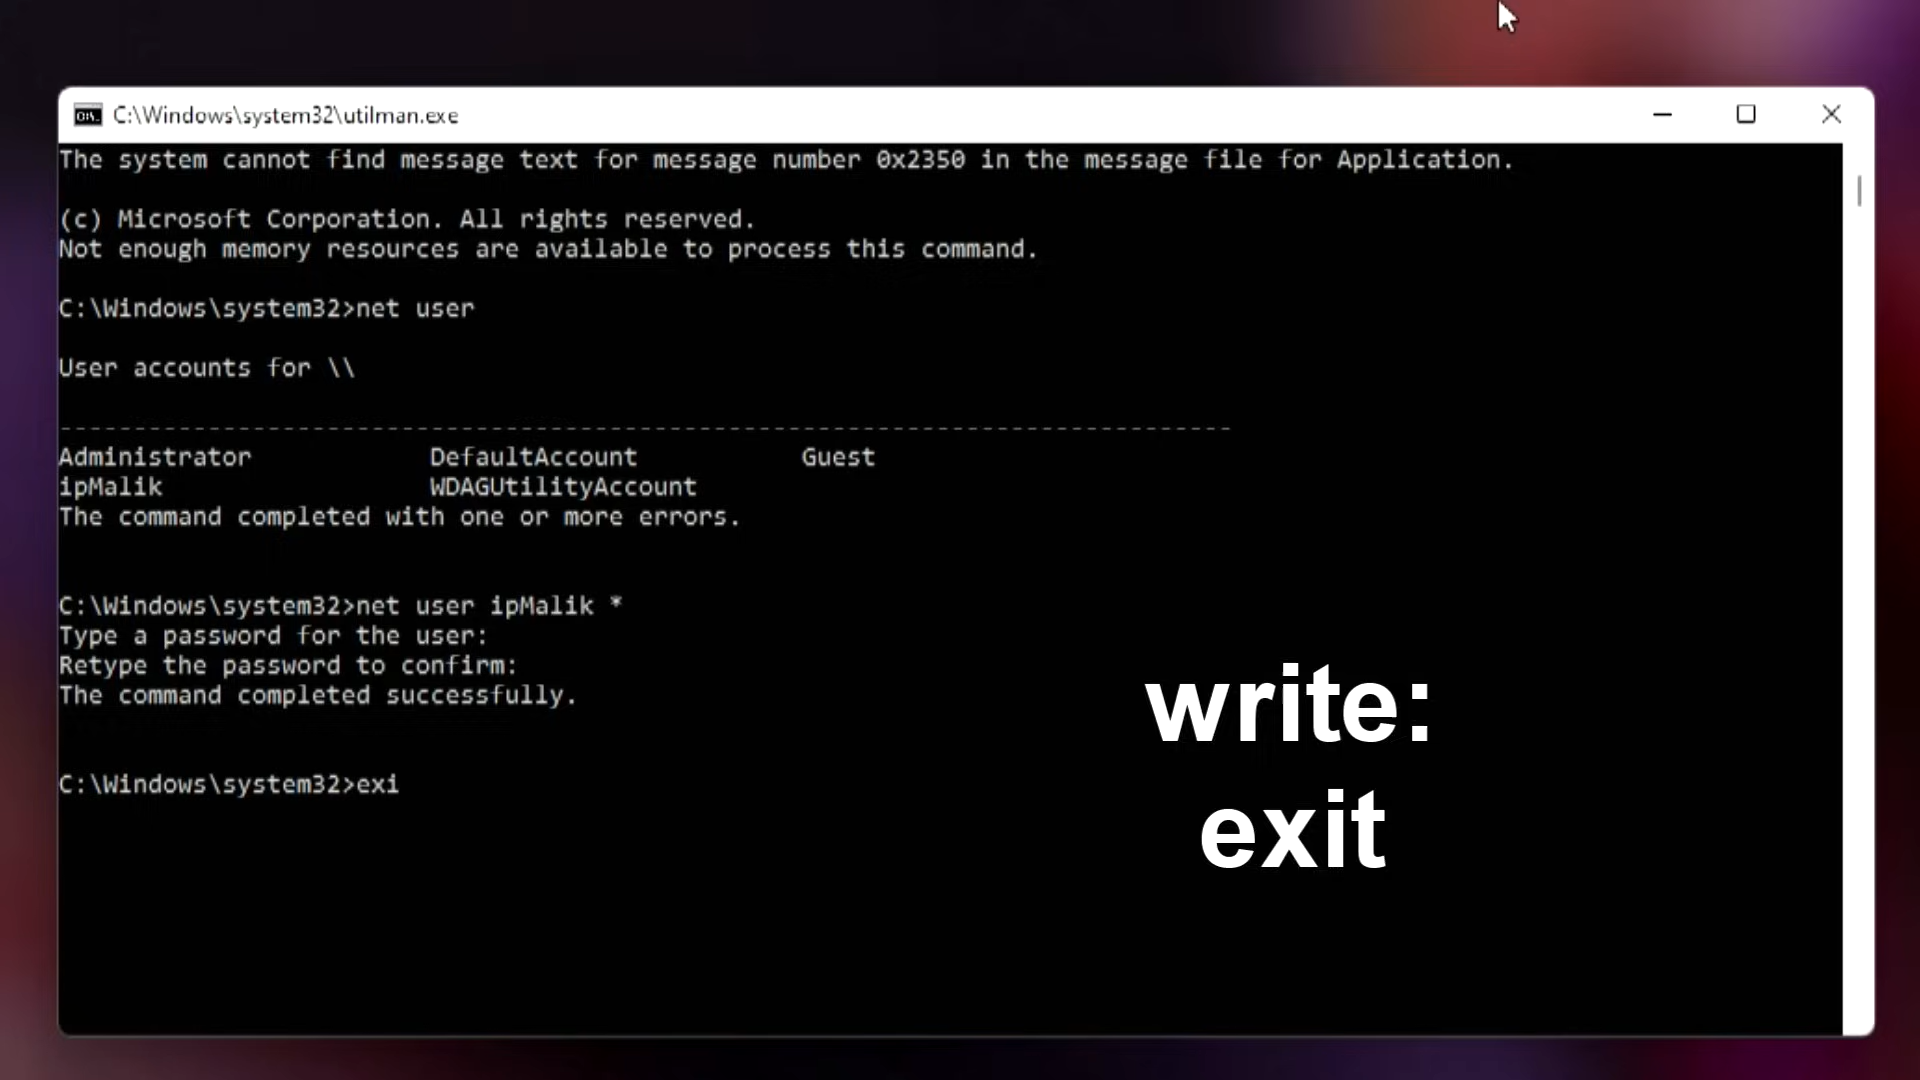 C:\Windows\system32\utilman.exe
The system cannot find message text for message number 0x2350 in the message file for Application.
(c) Microsoft Corporation. All rights reserved.
Not enough memory resources are available to process this command.
C:\Windows\system32>net user
User accounts for \\
-------------------------------------------------------------------------------
Administrator            DefaultAccount           Guest
ipMalik                  WDAGUtilityAccount
The command completed with one or more errors.
C:\Windows\system32>net user ipMalik *
Type a password for the user:
Retype the password to confirm:
The command completed successfully.
C:\Windows\system32>exi
write:
exit